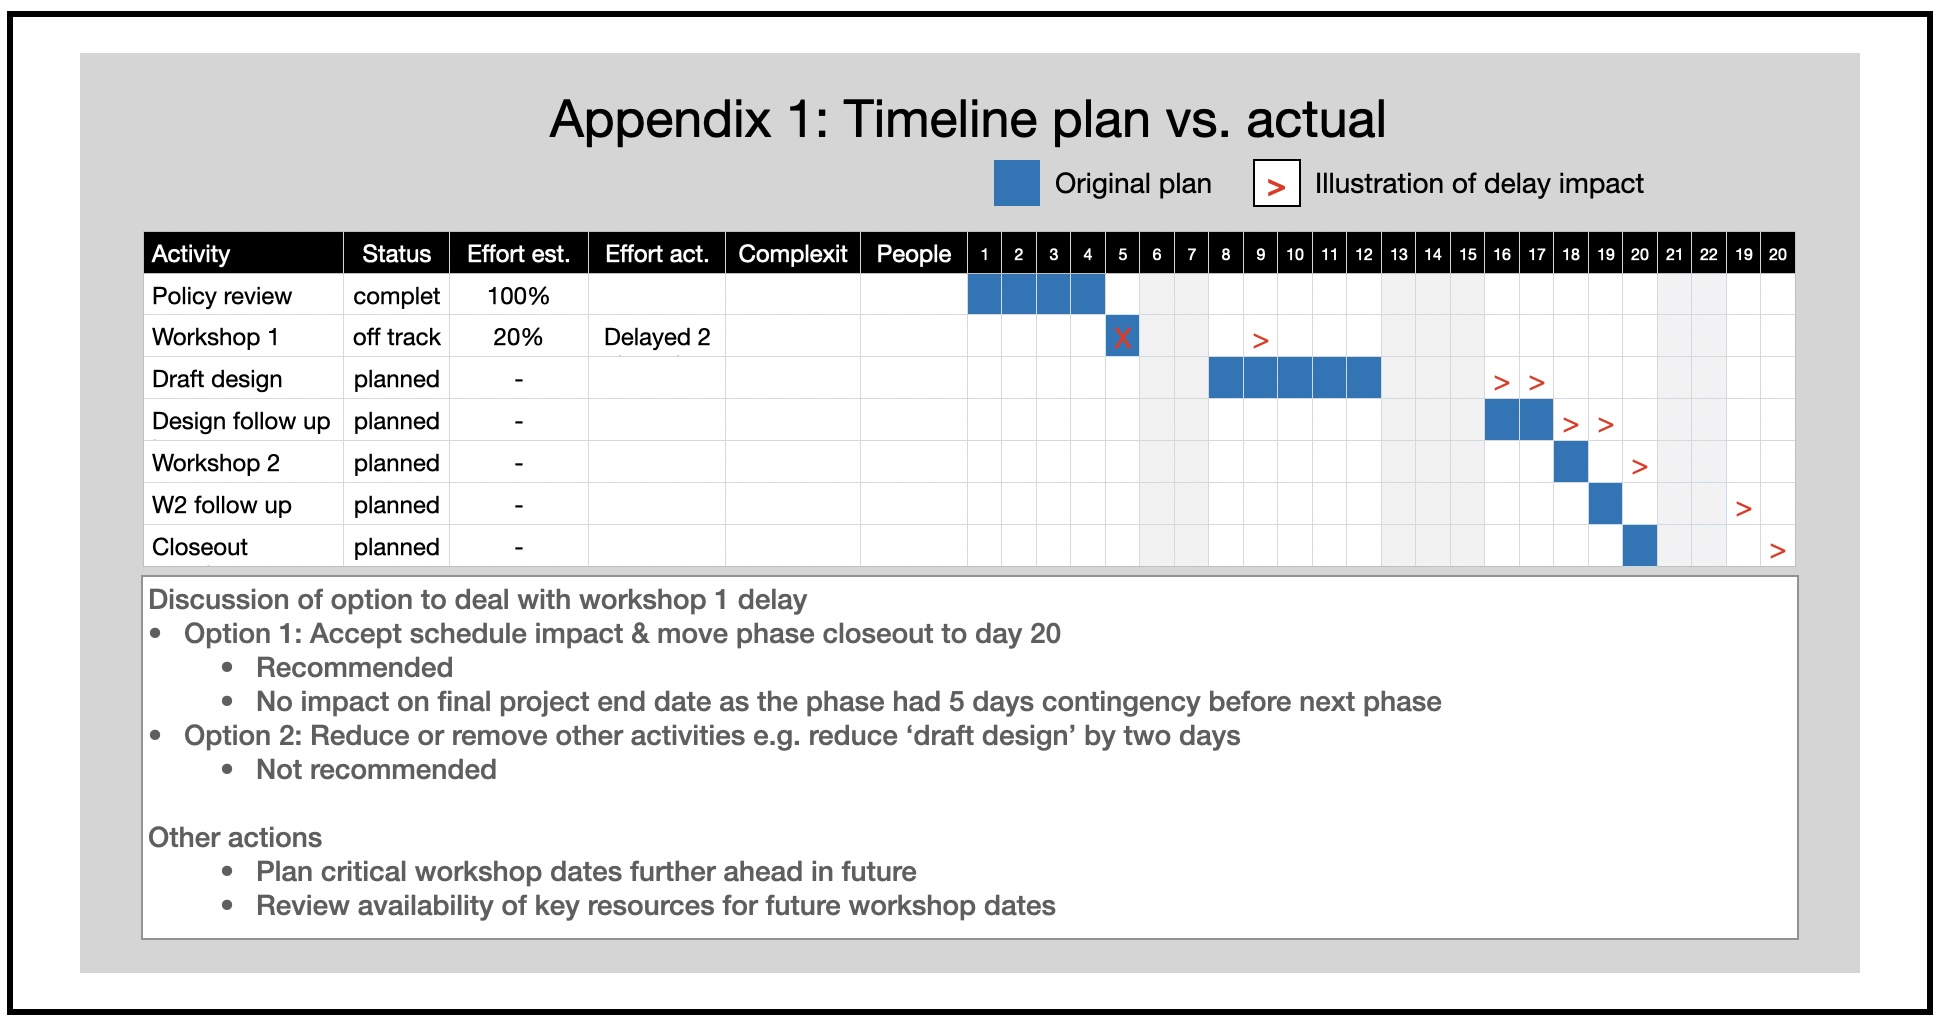 Appendix 1: Timeline plan vs. actual
Original plan > Illustration of delay impact
Activity Status Effort est. Effort act. Complexit People 1 2 3 4 5 6 7 8 9 10 11 12 13 14 15 16 17 18 19 20 21 22 19 20
Policy review complet 100%
Workshop 1 off track 20% Delayed 2 X >
Draft design planned - > >
Design follow up planned - > >
Workshop 2 planned - >
W2 follow up planned - >
Closeout planned - >
Discussion of option to deal with workshop 1 delay
• Option 1: Accept schedule impact & move phase closeout to day 20
• Recommended
• No impact on final project end date as the phase had 5 days contingency before next phase
• Option 2: Reduce or remove other activities e.g. reduce ‘draft design’ by two days
• Not recommended
Other actions
• Plan critical workshop dates further ahead in future
• Review availability of key resources for future workshop dates